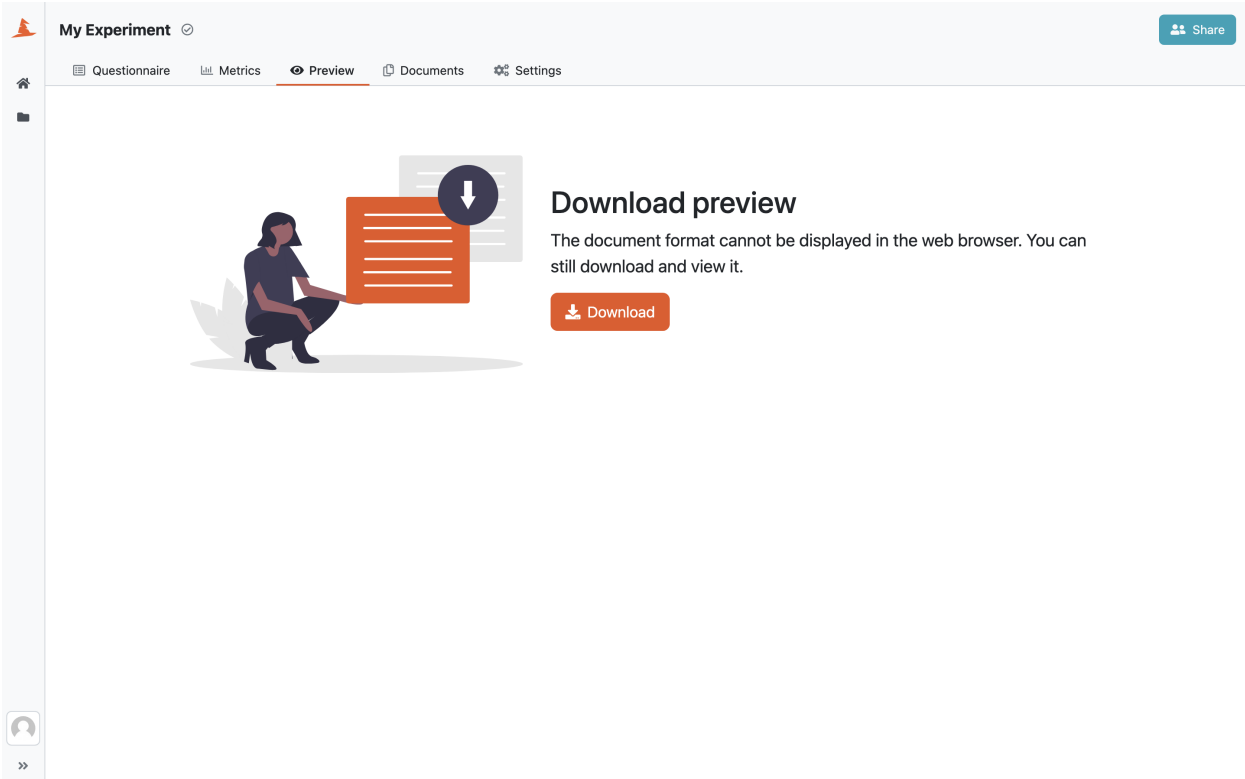 My Experiment
Share
Questionnaire
Metrics
Preview
Documents
Settings
Download preview
The document format cannot be displayed in the web browser. You can
still download and view it.
Download